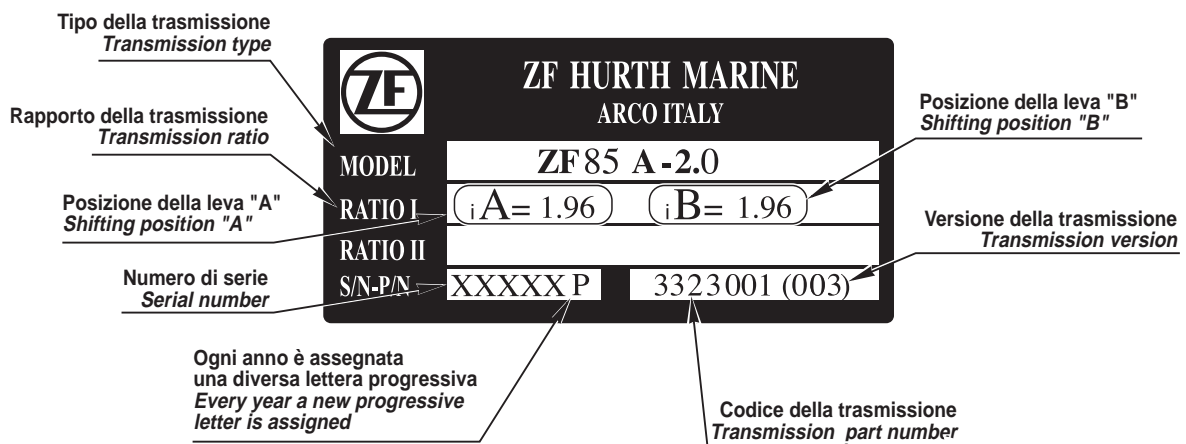 Tipo della trasmissione
Transmission type
Rapporto della trasmissione
Transmission ratio
Posizione della leva "A"
Shifting position "A"
Numero di serie
Serial number
ZF
ZF HURTH MARINE
ARCO ITALY
MODEL
ZF85 A-2.0
RATIO I
iA= 1.96 iB= 1.96
RATIO II
S/N-P/N
XXXXX P 3323001 (003)
Posizione della leva "B"
Shifting position "B"
Versione della trasmissione
Transmission version
Ogni anno è assegnata
una diversa lettera progressiva
Every year a new progressive
letter is assigned
Codice della trasmissione
Transmission part number